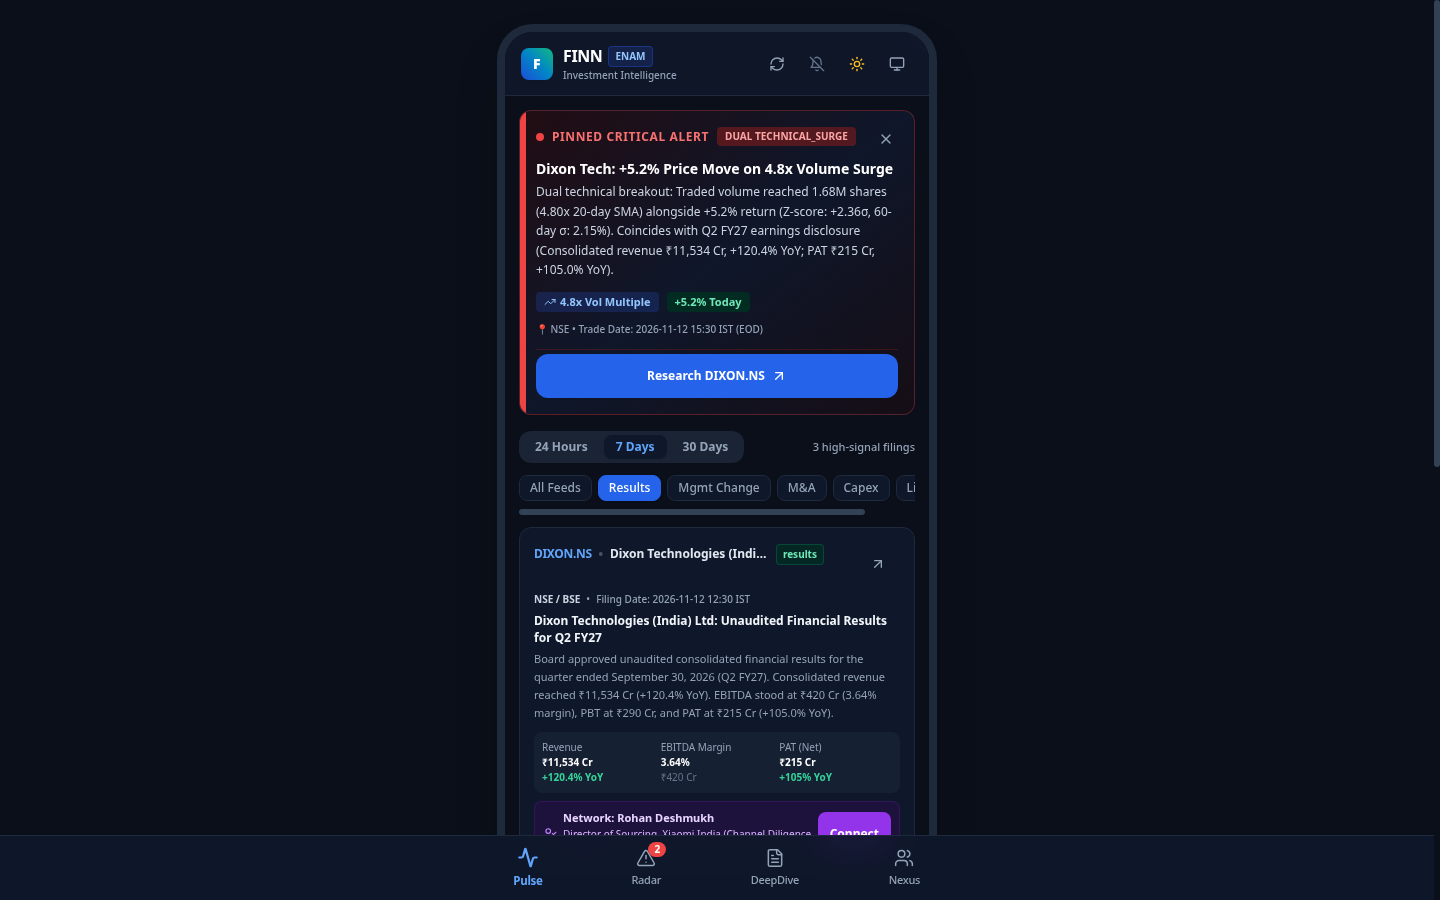 F
FINN ENAM
Investment Intelligence
PINNED CRITICAL ALERT DUAL TECHNICAL_SURGE
Dixon Tech: +5.2% Price Move on 4.8x Volume Surge
Dual technical breakout: Traded volume reached 1.68M shares
(4.80x 20-day SMA) alongside +5.2% return (Z-score: +2.36σ, 60-
day σ: 2.15%). Coincides with Q2 FY27 earnings disclosure
(Consolidated revenue ₹11,534 Cr, +120.4% YoY; PAT ₹215 Cr,
+105.0% YoY).
4.8x Vol Multiple +5.2% Today
📍 NSE • Trade Date: 2026-11-12 15:30 IST (EOD)
Research DIXON.NS
24 Hours 7 Days 30 Days 3 high-signal filings
All Feeds Results Mgmt Change M&A Capex Li
DIXON.NS • Dixon Technologies (Indi... results
NSE / BSE • Filing Date: 2026-11-12 12:30 IST
Dixon Technologies (India) Ltd: Unaudited Financial Results
for Q2 FY27
Board approved unaudited consolidated financial results for the
quarter ended September 30, 2026 (Q2 FY27). Consolidated revenue
reached ₹11,534 Cr (+120.4% YoY). EBITDA stood at ₹420 Cr (3.64%
margin), PBT at ₹290 Cr, and PAT at ₹215 Cr (+105.0% YoY).
Revenue EBITDA Margin PAT (Net)
₹11,534 Cr 3.64% ₹215 Cr
+120.4% YoY ₹420 Cr +105% YoY
Network: Rohan Deshmukh
Director of Sourcing, Xiaomi India (Channel Diligence
Connect
2
Pulse Radar DeepDive Nexus